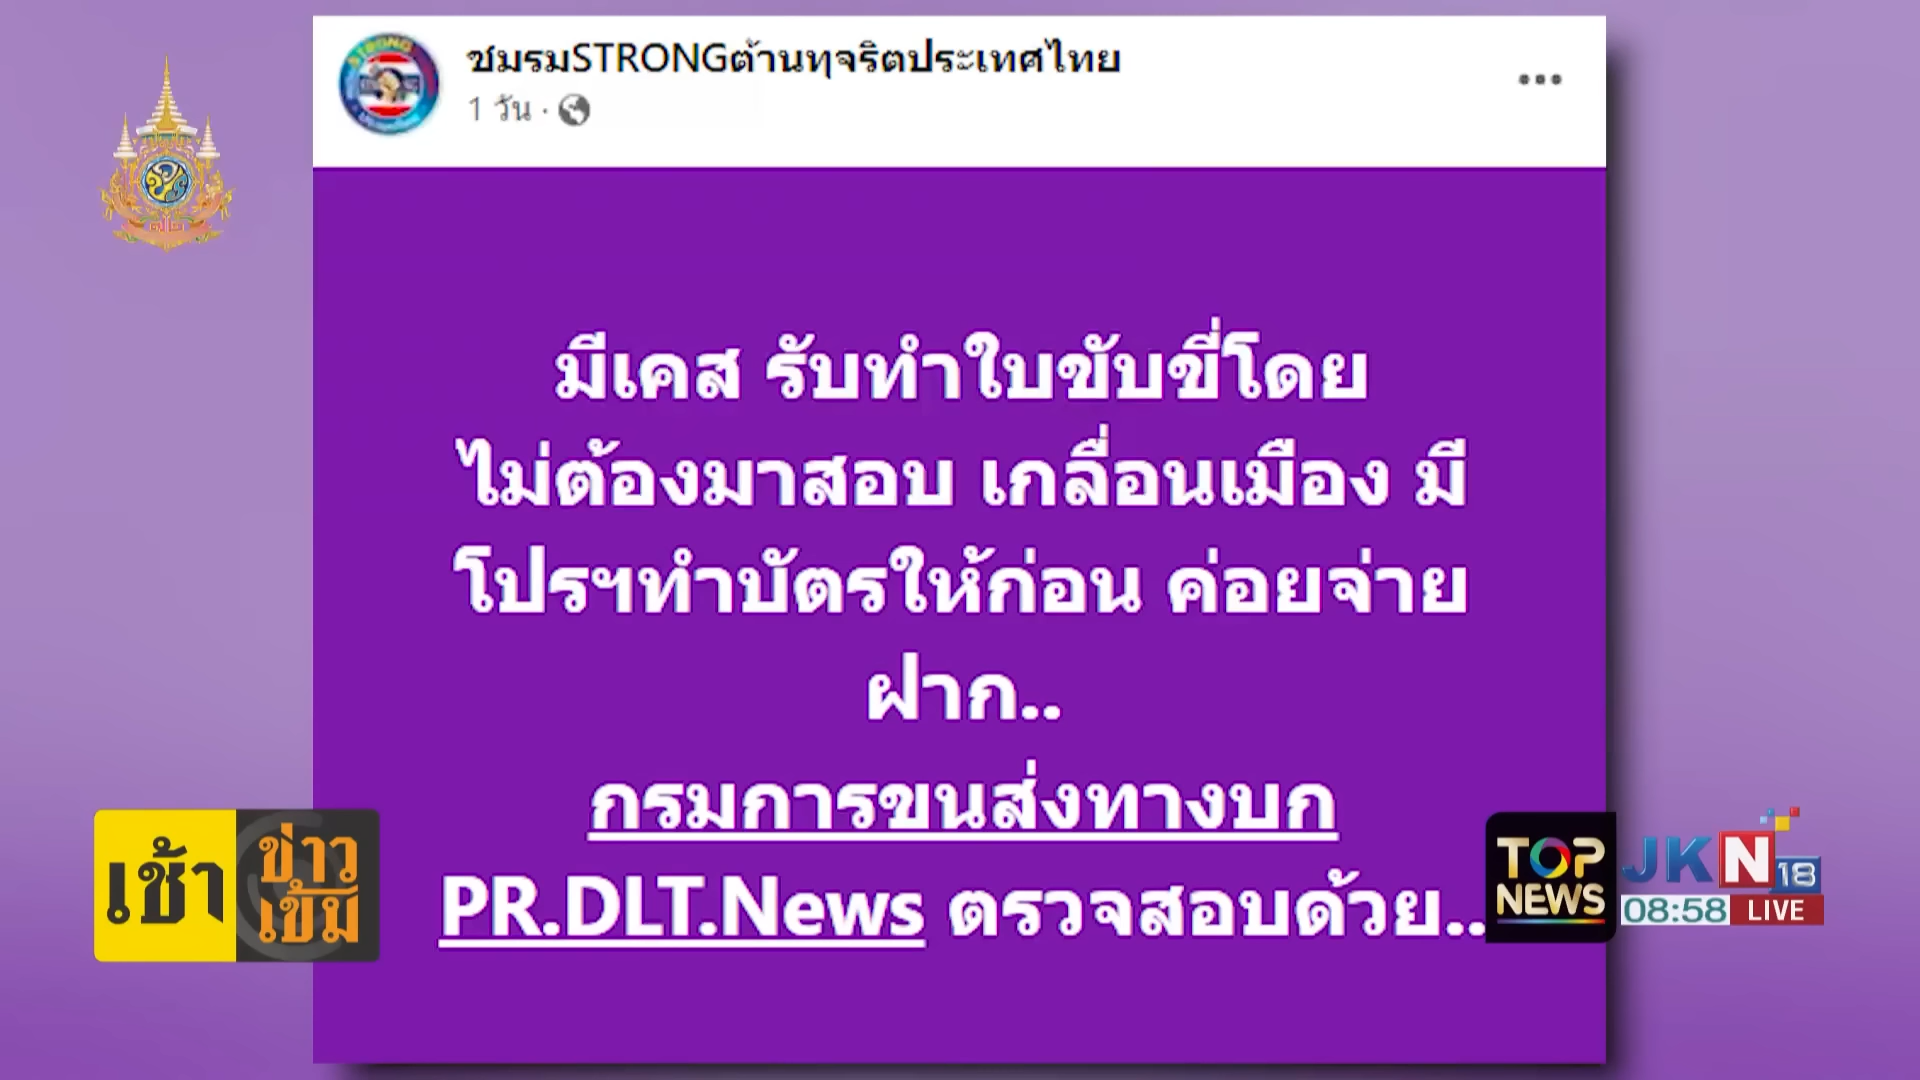 ชมรมSTRONGต้านทุจริตประเทศไทย
1 วัน ·
มีเคส รับทำใบขับขี่โดย
ไม่ต้องมาสอบ เกลื่อนเมือง มี
โปรฯทำบัตรให้ก่อน ค่อยจ่าย
ฝาก..
กรมการขนส่งทางบก
PR.DLT.News ตรวจสอบด้วย..
เช้า
ข่าว
เข้ม
TOP
NEWS
JKN18
08:58 LIVE